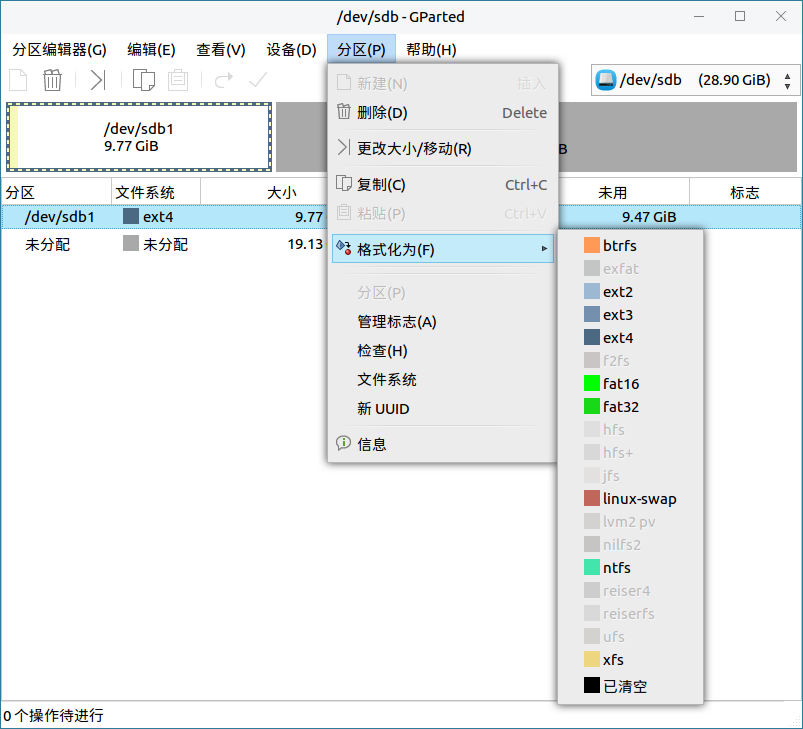 /dev/sdb - GParted
分区编辑器(G) 编辑(E) 查看(V) 设备(D) 分区(P) 帮助(H)
/dev/sdb (28.90 GiB)
/dev/sdb1
9.77 GiB
B
分区 文件系统 大小 未用 标志
/dev/sdb1 ext4 9.77 9.47 GiB
未分配 未分配 19.13
新建(N) 插入
删除(D) Delete
更改大小/移动(R)
复制(C) Ctrl+C
粘贴(P) Ctrl+V
格式化为(F)
分区(P)
管理标志(A)
检查(H)
文件系统
新 UUID
信息
btrfs
exfat
ext2
ext3
ext4
f2fs
fat16
fat32
hfs
hfs+
jfs
linux-swap
lvm2 pv
nilfs2
ntfs
reiser4
reiserfs
ufs
xfs
已清空
0 个操作待进行